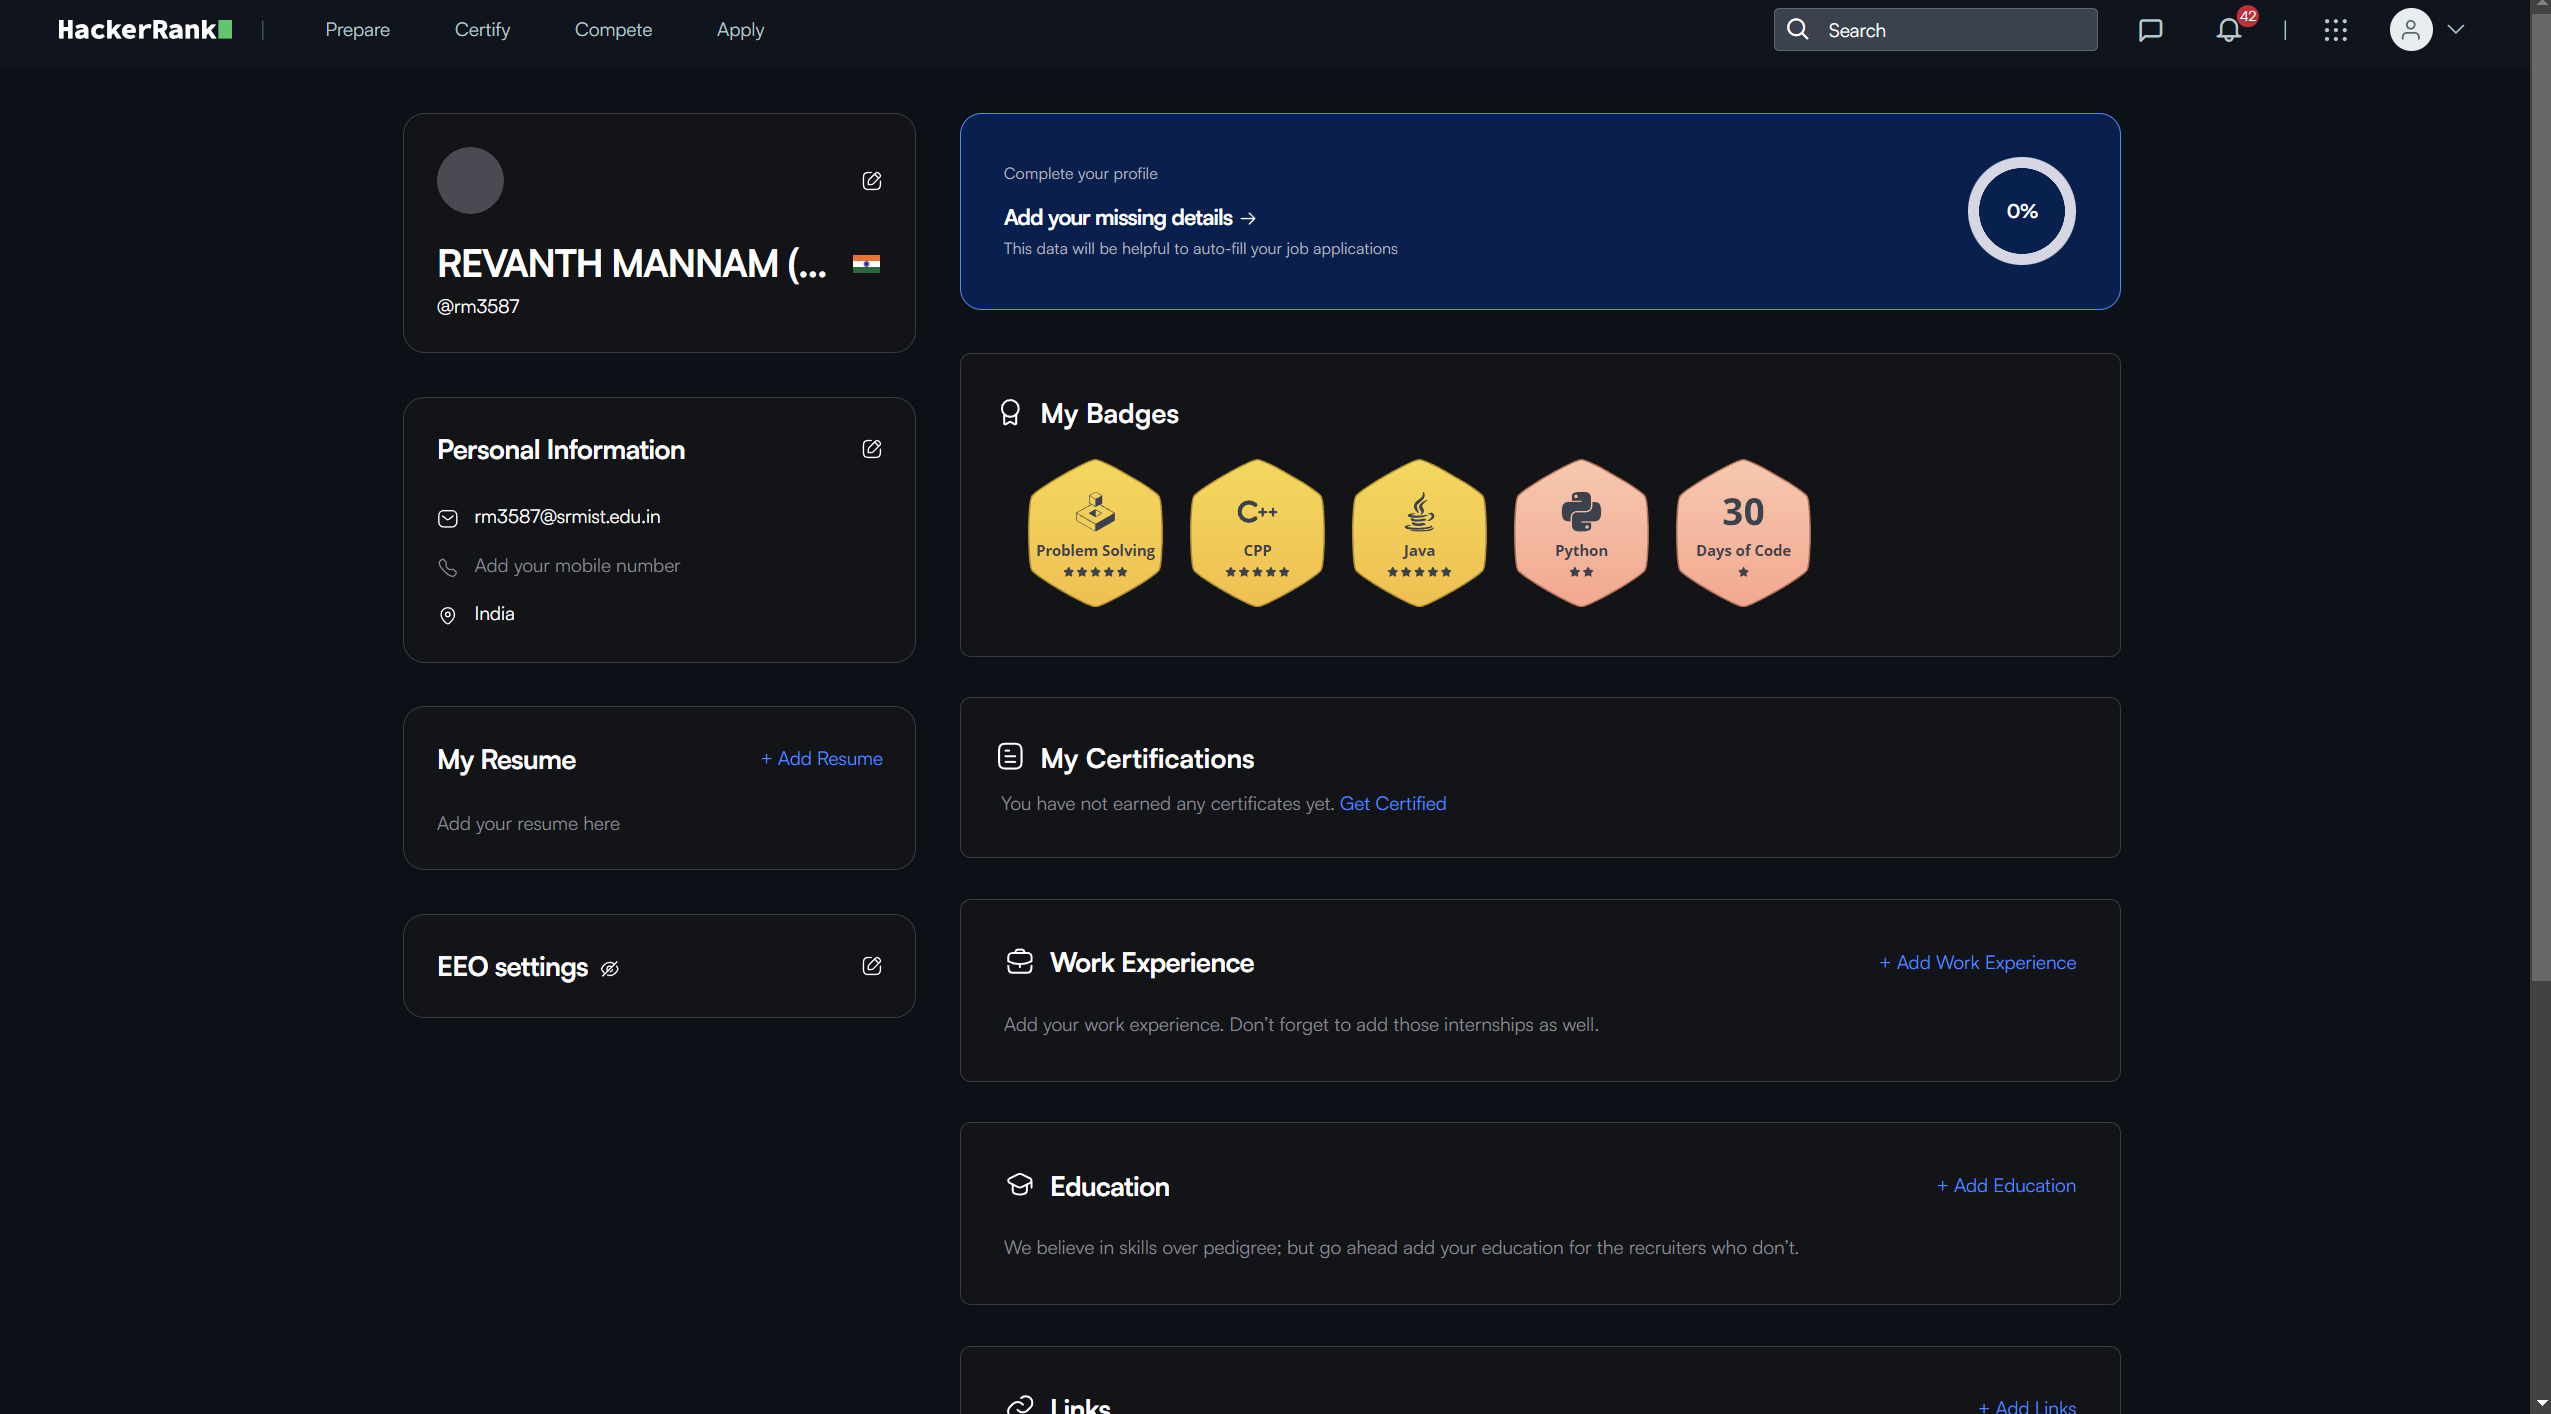 HackerRank
Prepare
Certify
Compete
Apply
Search
42
REVANTH MANNAM (...
@rm3587
Personal Information
rm3587@srmist.edu.in
Add your mobile number
India
My Resume
+ Add Resume
Add your resume here
EEO settings
Complete your profile
Add your missing details →
This data will be helpful to auto-fill your job applications
0%
My Badges
Problem Solving
C++
CPP
Java
Python
30
Days of Code
My Certifications
You have not earned any certificates yet. Get Certified
Work Experience
+ Add Work Experience
Add your work experience. Don’t forget to add those internships as well.
Education
+ Add Education
We believe in skills over pedigree; but go ahead add your education for the recruiters who don’t.
Links
+ Add Links